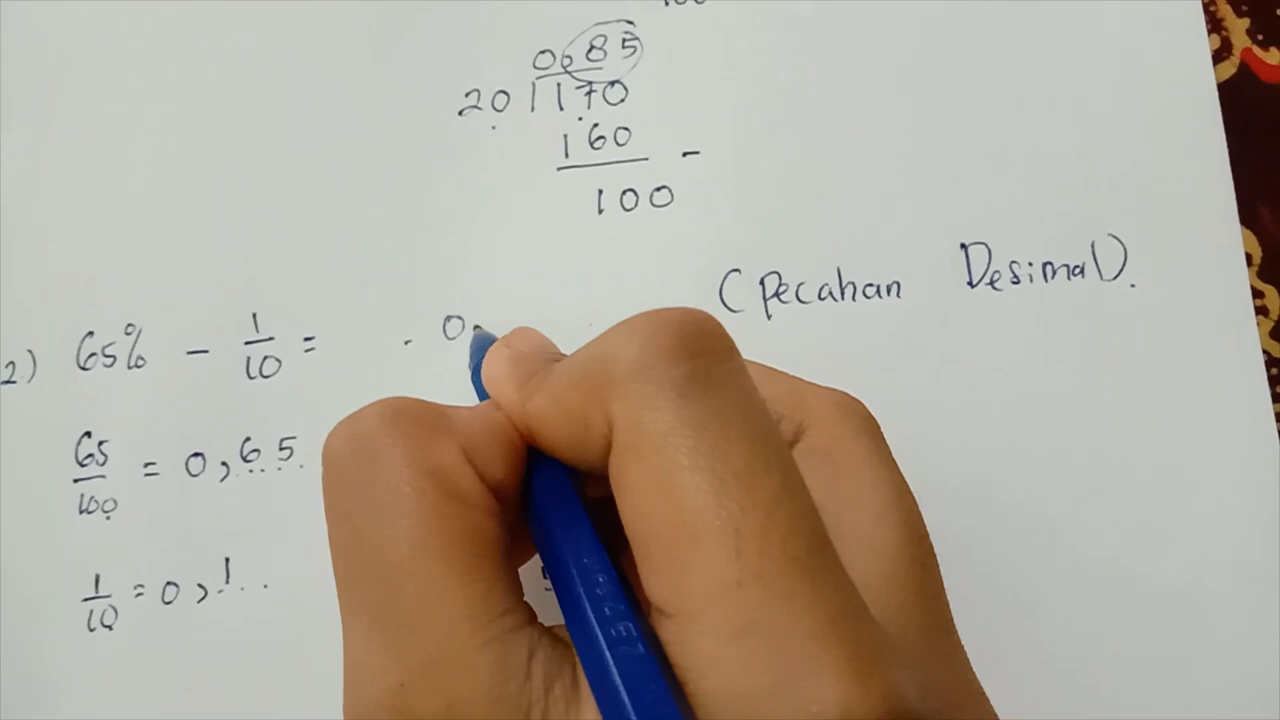 0,85
20 | 170
160 -
100
(Pecahan Desimal).
2) 65% - 1/10 = . 0,
65/100 = 0,65
1/10 = 0,1